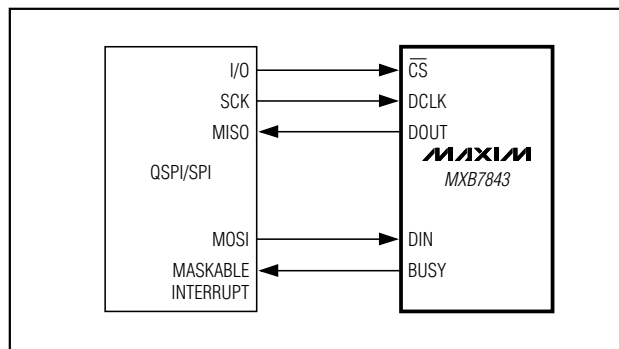 I/O
SCK
MISO
QSPI/SPI
MOSI
MASKABLE
INTERRUPT
CS
DCLK
DOUT
MAXIM
MXB7843
DIN
BUSY